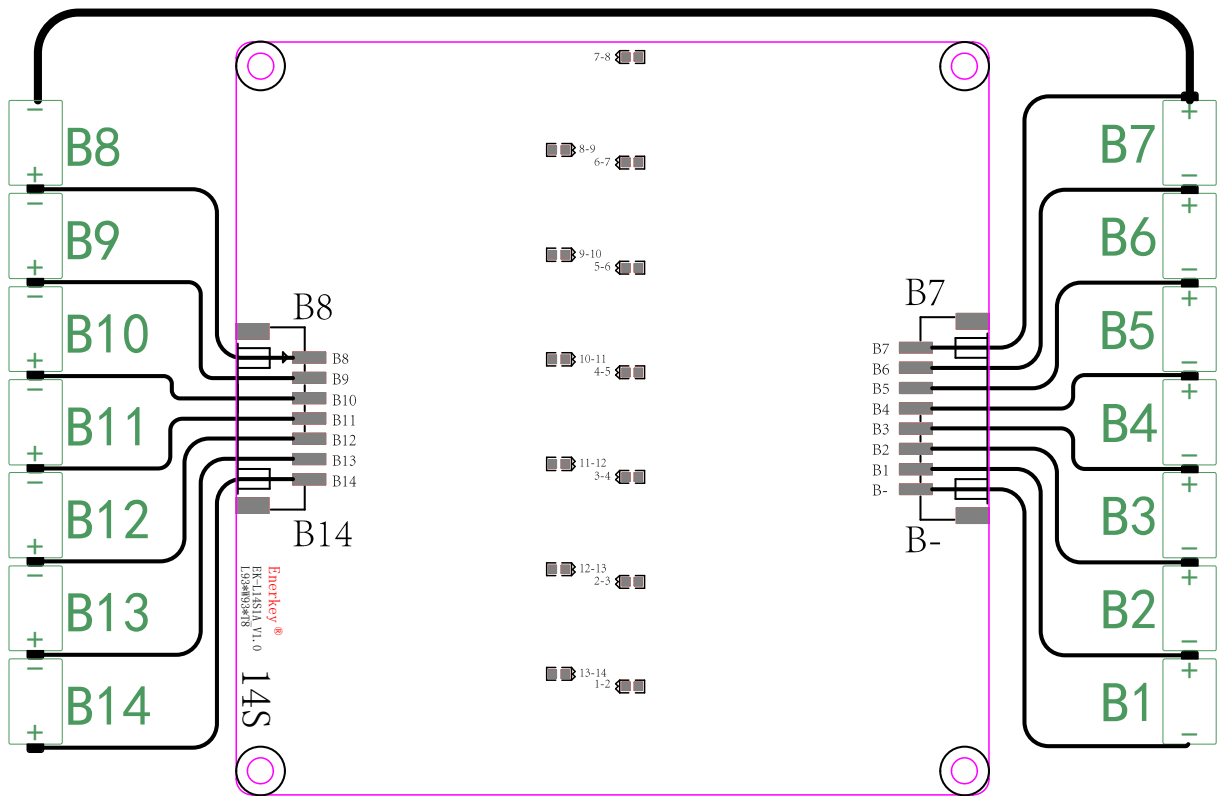 7-8
8-9
6-7
9-10
5-6
10-11
4-5
11-12
3-4
12-13
2-3
13-14
1-2
−
B8
+
−
B9
+
−
B10
+
−
B11
+
−
B12
+
−
B13
+
−
B14
+
B8
B8
B9
B10
B11
B12
B13
B14
B14
Enerkey ®
EK-L14S1A V1.0
L93*W93*T8
14S
B7
B7
B6
B5
B4
B3
B2
B1
B-
B-
+
B7
−
+
B6
−
+
B5
−
+
B4
−
+
B3
−
+
B2
−
+
B1
−